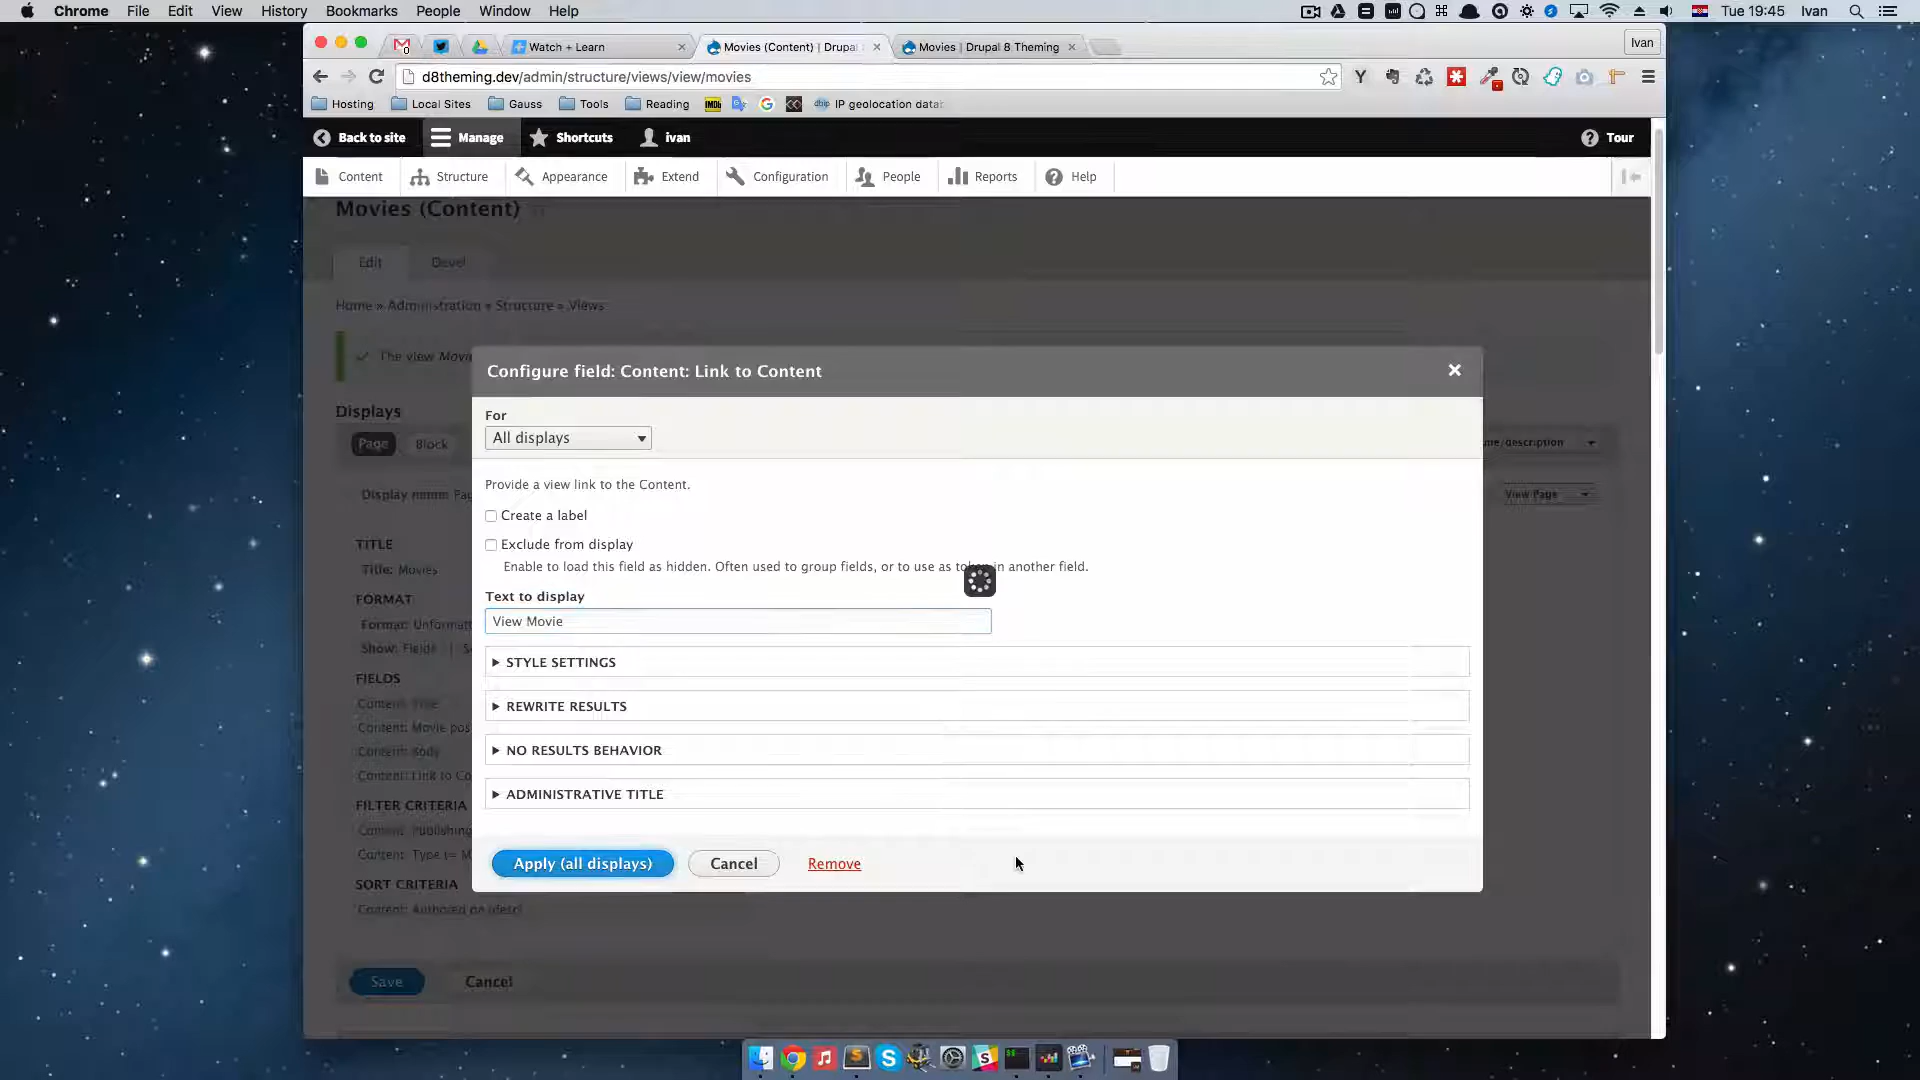 Chrome File Edit View History Bookmarks People Window Help Tue 19:45 Ivan
Watch + Learn Movies (Content) | Drupal Movies | Drupal 8 Theming Ivan
d8theming.dev/admin/structure/views/view/movies
Hosting Local Sites Gauss Tools Reading IMDb IP geolocation data
Back to site Manage Shortcuts ivan Tour
Content Structure Appearance Extend Configuration People Reports Help
Movies (Content)
Edit Devel
Home » Administration » Structure » Views
The view Movie
Configure field: Content: Link to Content
For
All displays
Displays
Page Block
name/description
Display name: Pag
View Page
Provide a view link to the Content.
Create a label
Exclude from display
Enable to load this field as hidden. Often used to group fields, or to use as token in another field.
Text to display
View Movie
STYLE SETTINGS
REWRITE RESULTS
NO RESULTS BEHAVIOR
ADMINISTRATIVE TITLE
Apply (all displays) Cancel Remove
TITLE
Title: Movies
FORMAT
Format: Unformatt
Show: Fields | Se
FIELDS
Content: Title
Content: Movie pos
Content: Body
Content: Link to Co
FILTER CRITERIA
Content: Publishing
Content: Type (= M
SORT CRITERIA
Content: Authored on (desc)
Save Cancel